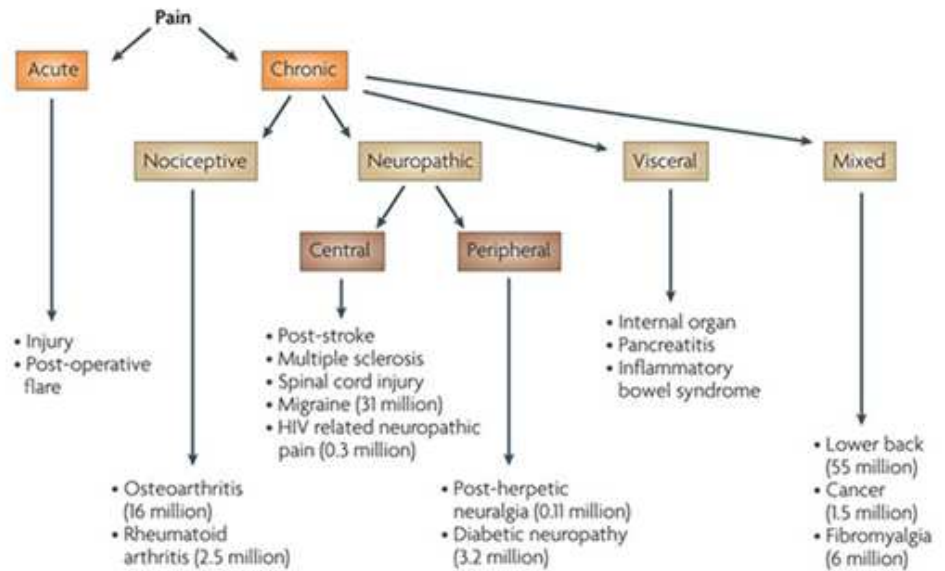 Pain
Acute
Chronic
Nociceptive
Neuropathic
Visceral
Mixed
Central
Peripheral
• Injury
• Post-operative
flare
• Post-stroke
• Multiple sclerosis
• Spinal cord injury
• Migraine (31 million)
• HIV related neuropathic
pain (0.3 million)
• Internal organ
• Pancreatitis
• Inflammatory
bowel syndrome
• Osteoarthritis
(16 million)
• Rheumatoid
arthritis (2.5 million)
• Post-herpetic
neuralgia (0.11 million)
• Diabetic neuropathy
(3.2 million)
• Lower back
(55 million)
• Cancer
(1.5 million)
• Fibromyalgia
(6 million)